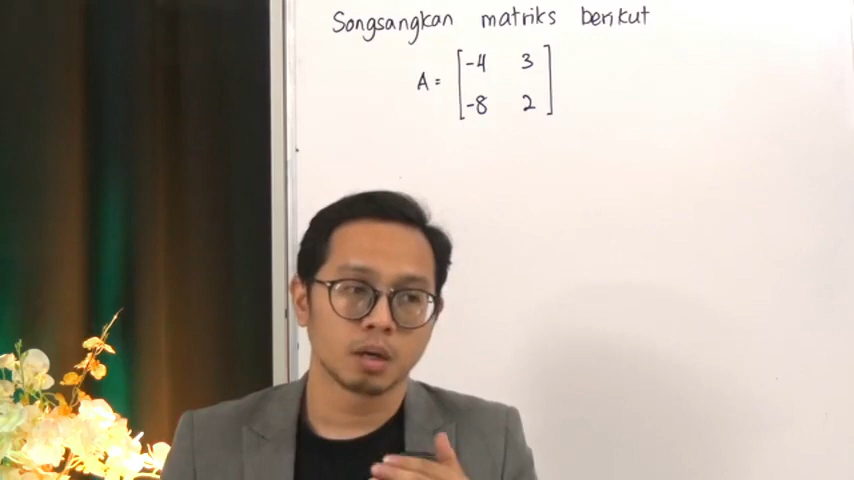 Songsangkan matriks berikut
A = [ -4 3
-8 2 ]